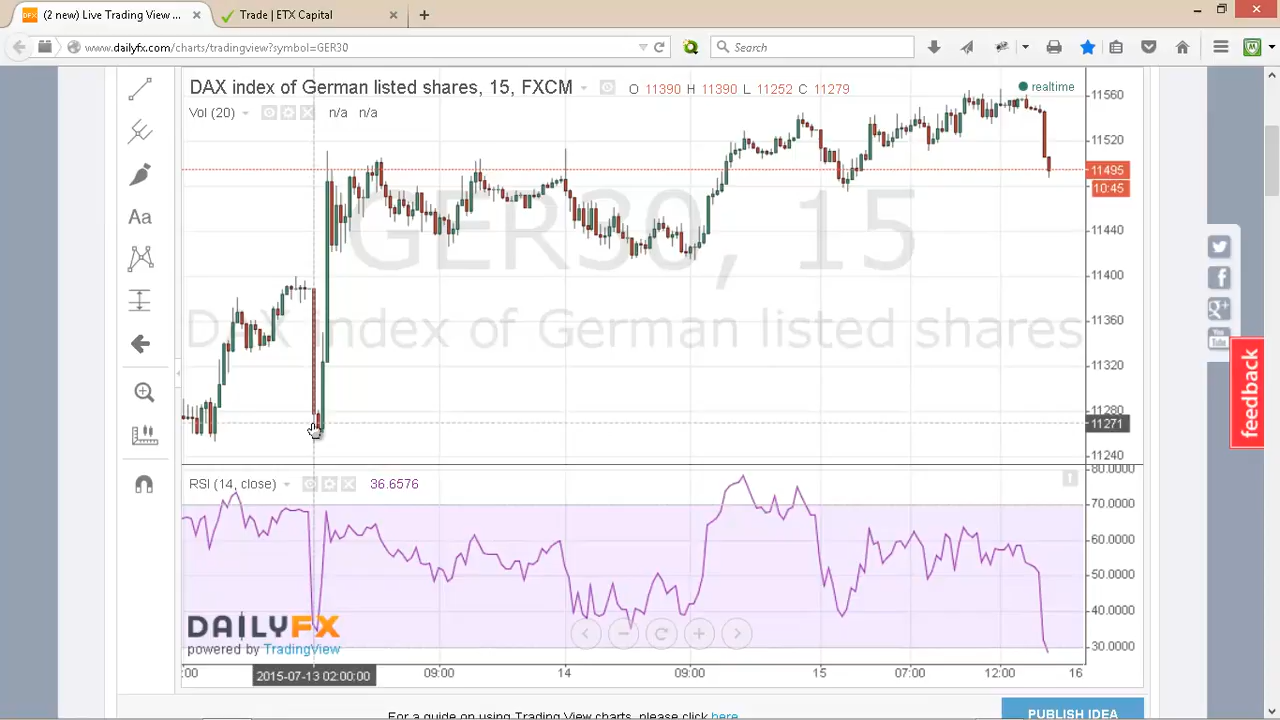 (2 new) Live Trading View ...
Trade | ETX Capital
www.dailyfx.com/charts/tradingview?symbol=GER30
Search
DAX index of German listed shares, 15, FXCM
O 11390 H 11390 L 11252 C 11279
realtime
Vol (20)
n/a n/a
Aa
GER30, 15
DAX index of German listed shares
11560
11520
11495
10:45
11440
11400
11360
11320
11280
11271
11240
feedback
You
Tube
RSI (14, close)
36.6576
80.0000
70.0000
60.0000
50.0000
40.0000
30.0000
DAILYFX
powered by TradingView
:00
2015-07-13 02:00:00
09:00
14
09:00
15
07:00
12:00
16
For a guide on using Trading View charts, please click here
PUBLISH IDEA